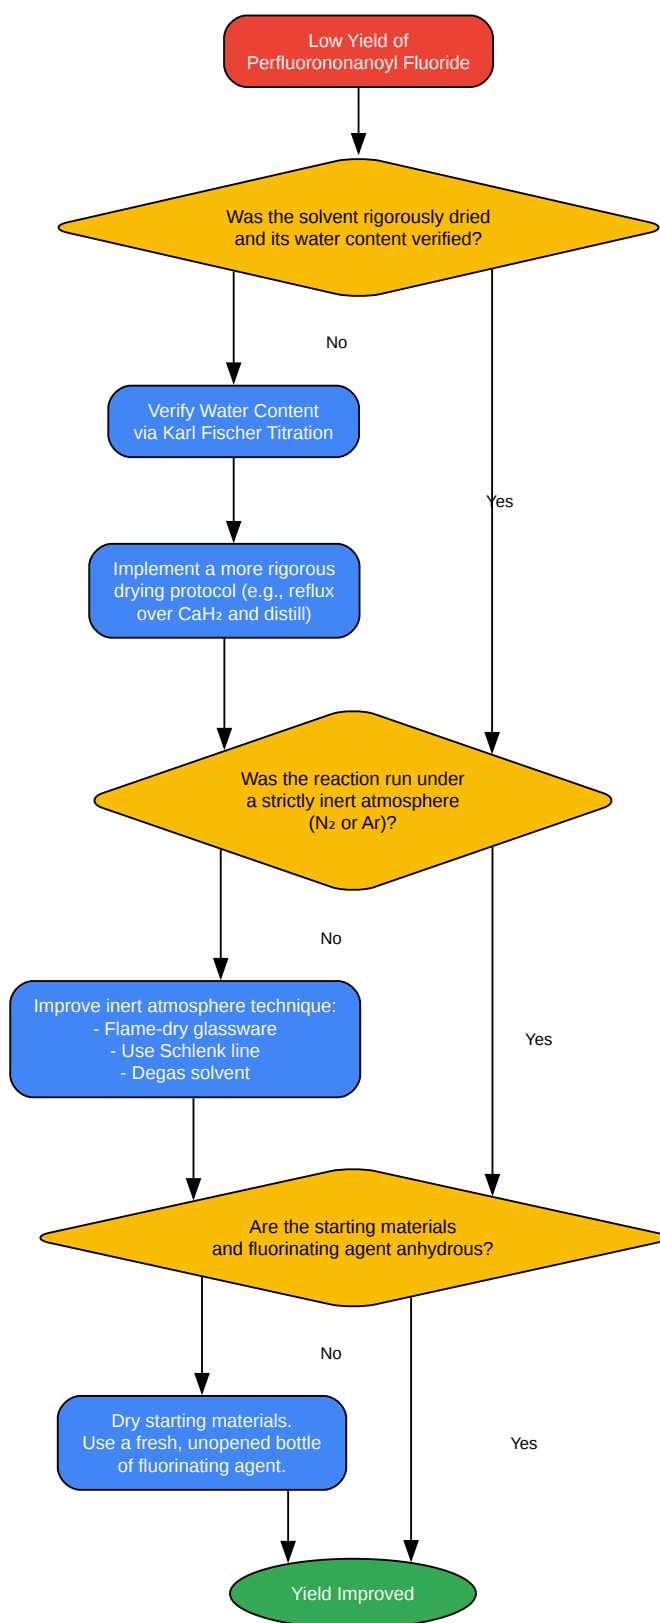 Low Yield of
Perfluorononanoyl Fluoride
Was the solvent rigorously dried
and its water content verified?
No
Verify Water Content
via Karl Fischer Titration
Yes
Implement a more rigorous
drying protocol (e.g., reflux
over CaH₂ and distill)
Was the reaction run under
a strictly inert atmosphere
(N₂ or Ar)?
No
Improve inert atmosphere technique:
- Flame-dry glassware
- Use Schlenk line
- Degas solvent
Yes
Are the starting materials
and fluorinating agent anhydrous?
No
Dry starting materials.
Use a fresh, unopened bottle
of fluorinating agent.
Yes
Yield Improved